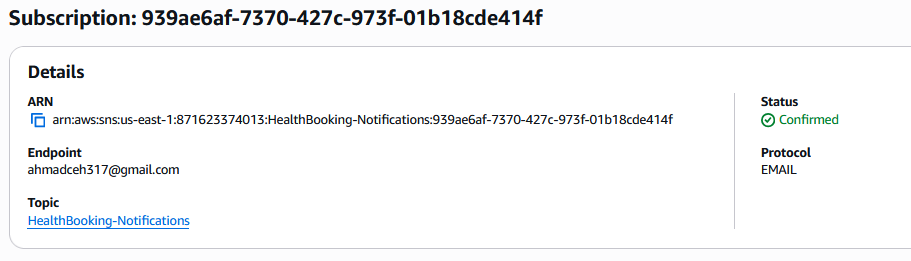 Subscription: 939ae6af-7370-427c-973f-01b18cde414f
Details
ARN
arn:aws:sns:us-east-1:871623374013:HealthBooking-Notifications:939ae6af-7370-427c-973f-01b18cde414f
Status
Confirmed
Endpoint
ahmadceh317@gmail.com
Protocol
EMAIL
Topic
HealthBooking-Notifications